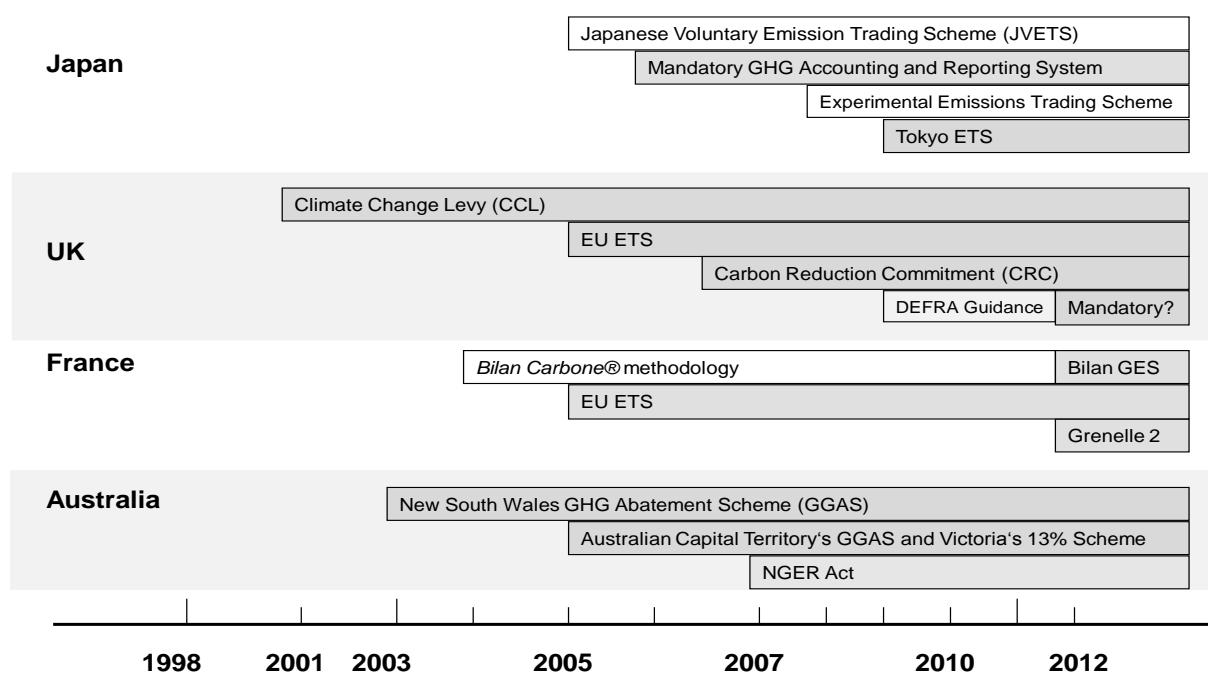 Japan
Japanese Voluntary Emission Trading Scheme (JVETS)
Mandatory GHG Accounting and Reporting System
Experimental Emissions Trading Scheme
Tokyo ETS
UK
Climate Change Levy (CCL)
EU ETS
Carbon Reduction Commitment (CRC)
DEFRA Guidance Mandatory?
France
Bilan Carbone® methodology Bilan GES
EU ETS
Grenelle 2
Australia
New South Wales GHG Abatement Scheme (GGAS)
Australian Capital Territory‘s GGAS and Victoria‘s 13% Scheme
NGER Act
1998 2001 2003 2005 2007 2010 2012